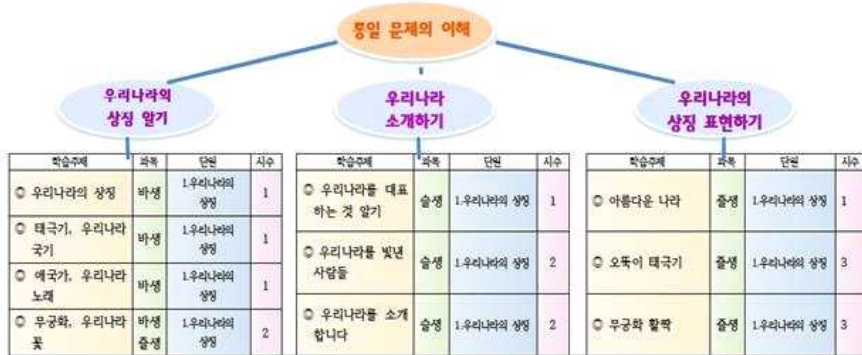 통일 문제의 이해
우리나라의
상징 알기
학습주제 과목 단원 시수
◎ 우리나라의 상징 바생 1.우리나라의 상징 1
◎ 태극기, 우리나라 국기 바생 1.우리나라의 상징 1
◎ 애국가, 우리나라 노래 바생 1.우리나라의 상징 1
◎ 무궁화, 우리나라 꽃 바생 즐생 1.우리나라의 상징 2
우리나라
소개하기
학습주제 과목 단원 시수
◎ 우리나라를 대표하는 것 알기 슬생 1.우리나라의 상징 1
◎ 우리나라를 빛낸 사람들 슬생 1.우리나라의 상징 2
◎ 우리나라를 소개합니다 슬생 1.우리나라의 상징 2
우리나라의
상징 표현하기
학습주제 과목 단원 시수
◎ 아름다운 나라 즐생 1.우리나라의 상징 1
◎ 오뚝이 태극기 즐생 1.우리나라의 상징 3
◎ 무궁화 활짝 즐생 1.우리나라의 상징 3